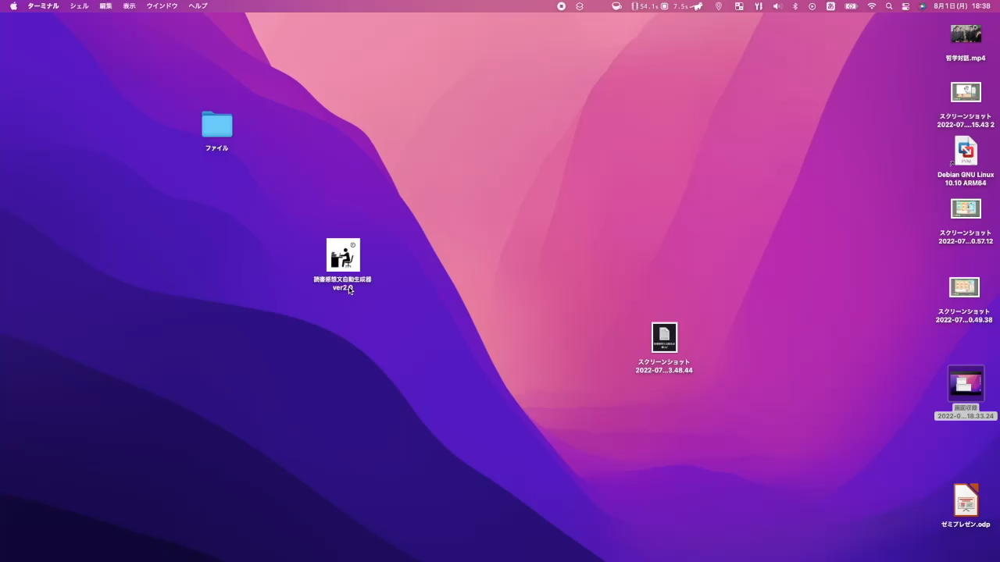 ターミナル シェル 編集 表示 ウインドウ ヘルプ 54.1s 7.5s あ 8月1日(月) 18:38
哲学対話.mp4
スクリーンショット
2022-07....15.43 2
ファイル
Debian GNU Linux
10.10 ARM64
スクリーンショット
2022-07...0.57.12
読書感想文自動生成器
ver2.0
スクリーンショット
2022-07...0.49.38
スクリーンショット
2022-07...3.48.44
画面収録
2022-0...18.33.24
ゼミプレゼン.odp